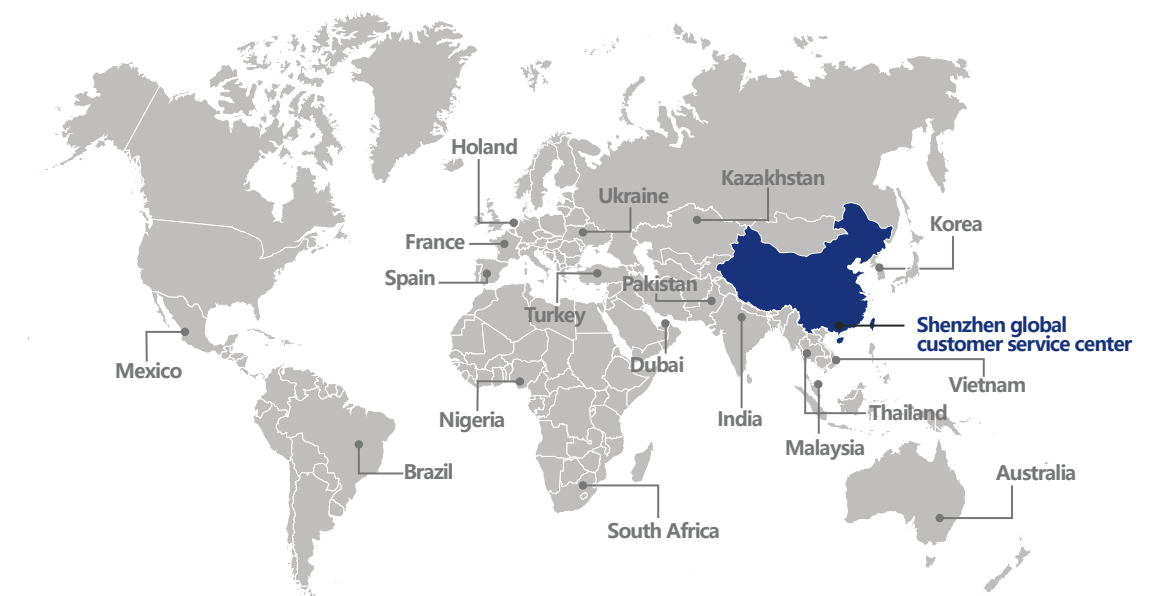 Holand
Kazakhstan
Ukraine
Korea
France
Spain
Pakistan
Turkey
Shenzhen global
customer service center
Dubai
Mexico
Vietnam
Nigeria
India
Thailand
Malaysia
Brazil
Australia
South Africa